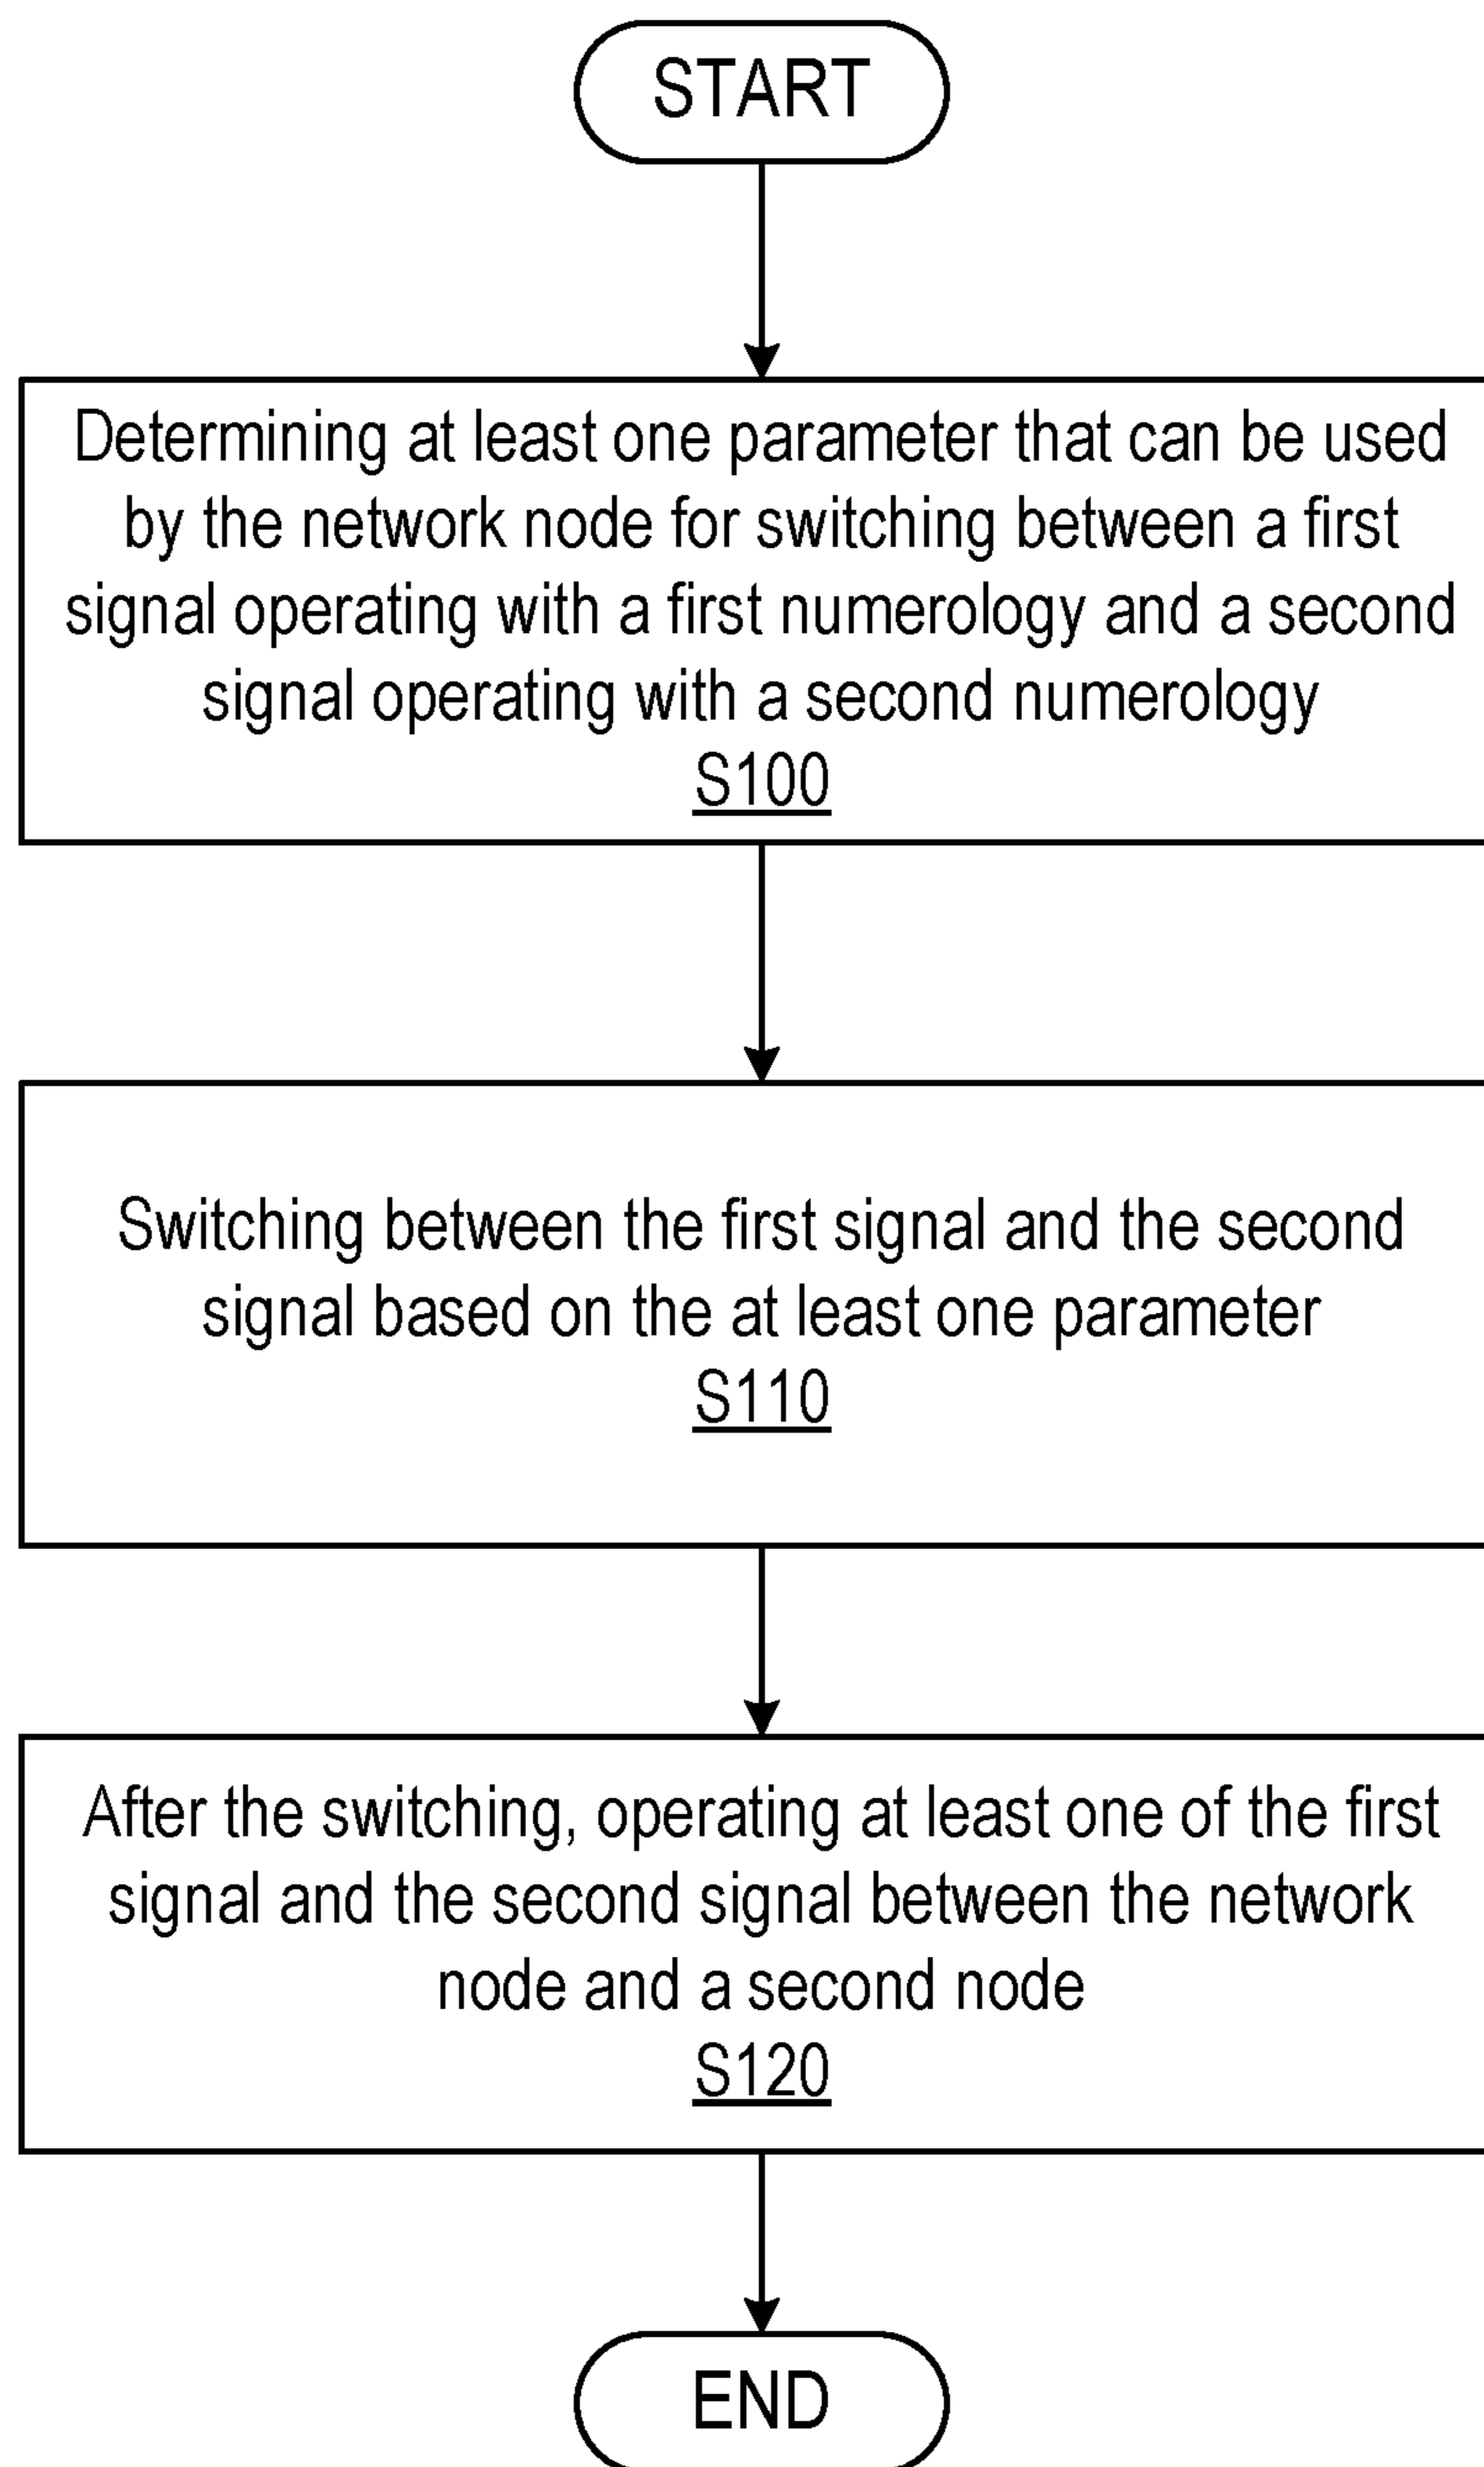 START
Determining at least one parameter that can be used
by the network node for switching between a first
signal operating with a first numerology and a second
signal operating with a second numerology
S100
Switching between the first signal and the second
signal based on the at least one parameter
S110
After the switching, operating at least one of the first
signal and the second signal between the network
node and a second node
S120
END